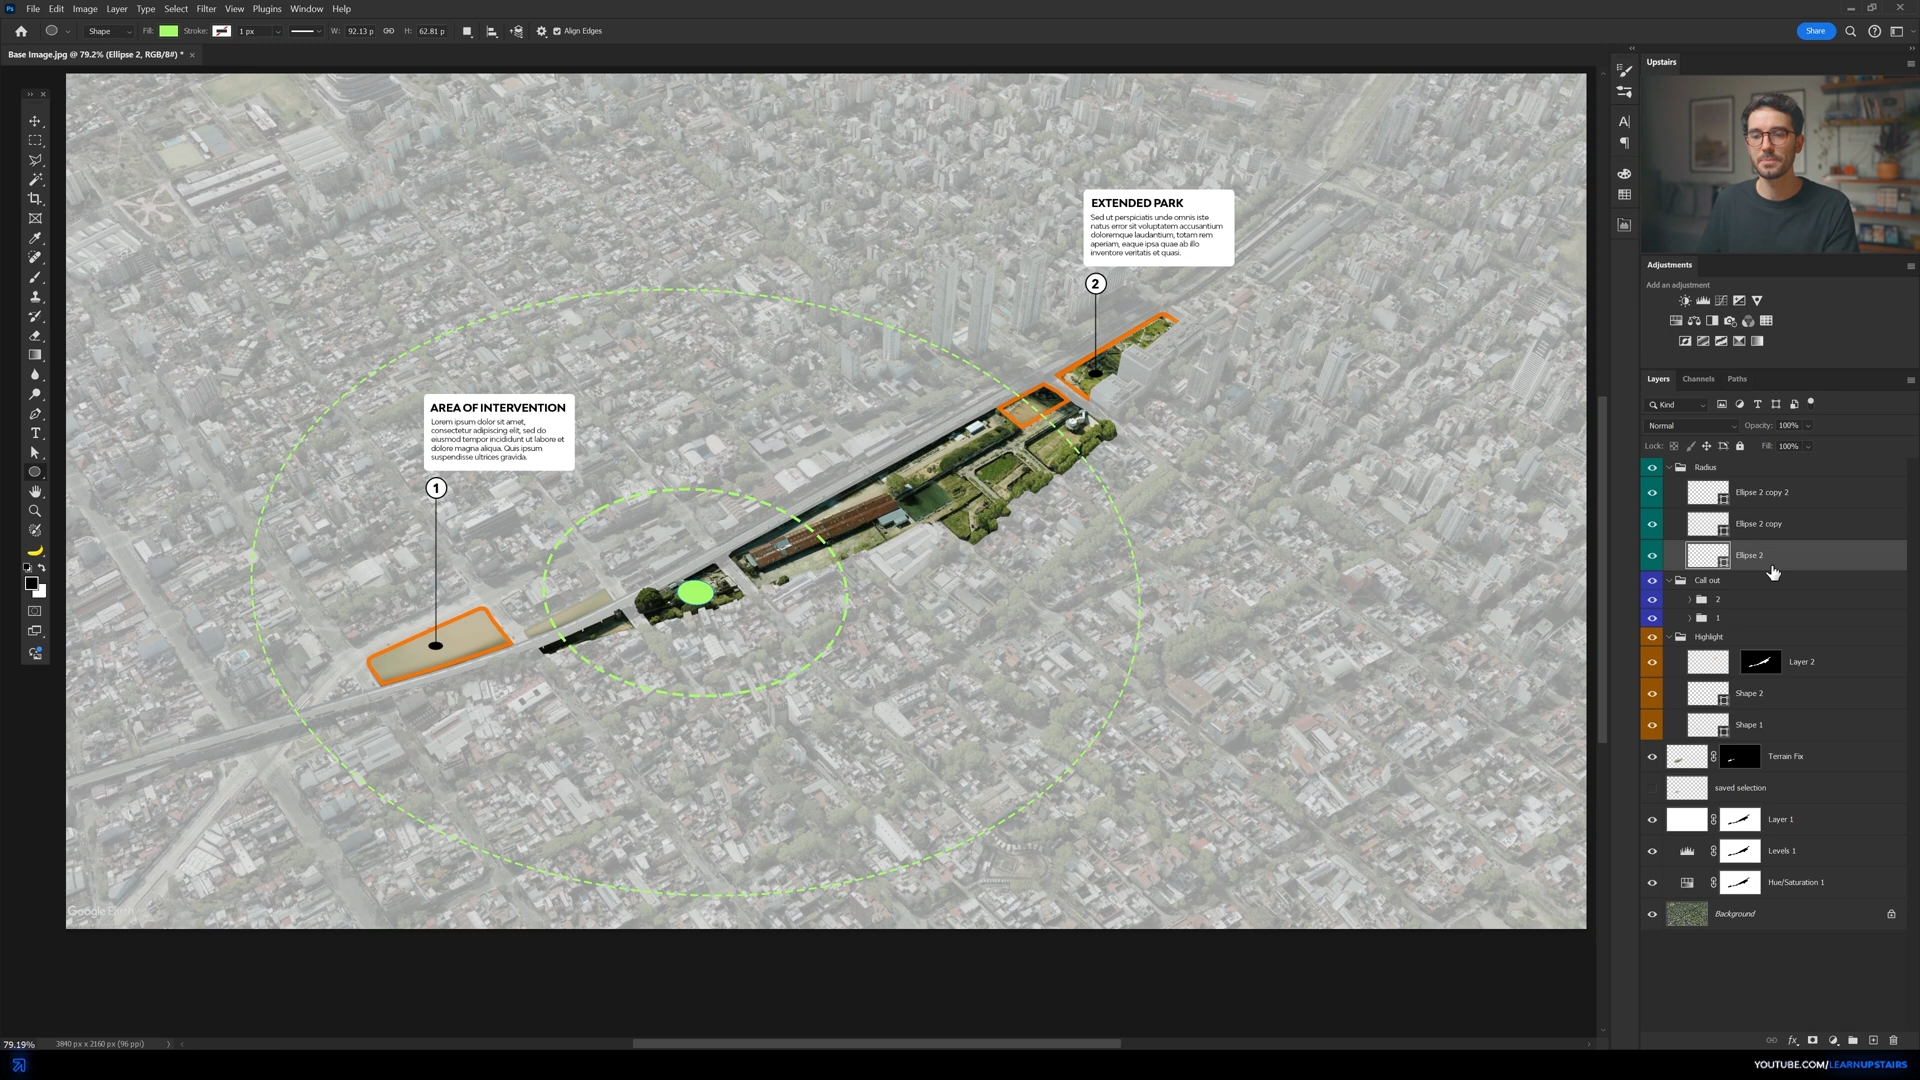 Ps File Edit Image Layer Type Select Filter View Plugins Window Help
Shape Fill: Stroke: 1 px W: 92.13 p H: 62.81 p Align Edges Share
Base Image.jpg @ 79.2% (Ellipse 2, RGB/8#) *
Upstairs
EXTENDED PARK
Sed ut perspiciatis unde omnis iste
natus error sit voluptatem accusantium
doloremque laudantium, totam rem
aperiam, eaque ipsa quae ab illo
inventore veritatis et quasi.
2
AREA OF INTERVENTION
Lorem ipsum dolor sit amet,
consectetur adipiscing elit, sed do
eiusmod tempor incididunt ut labore et
dolore magna aliqua. Quis ipsum
suspendisse ultrices gravida.
1
Google Earth
Adjustments
Add an adjustment
Layers Channels Paths
Kind
Normal Opacity: 100%
Lock: Fill: 100%
Radius
Ellipse 2 copy 2
Ellipse 2 copy
Ellipse 2
Call out
2
1
Highlight
Layer 2
Shape 2
Shape 1
Terrain Fix
saved selection
Layer 1
Levels 1
Hue/Saturation 1
Background
79.19% 3840 px x 2160 px (96 ppi)
YOUTUBE.COM/LEARNUPSTAIRS